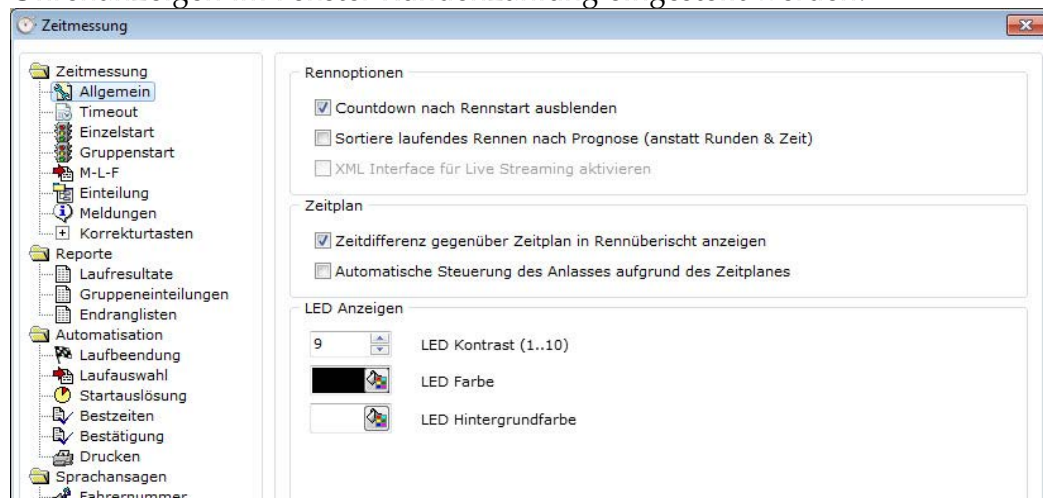 Zeitmessung
Zeitmessung
Allgemein
Timeout
Einzelstart
Gruppenstart
M-L-F
Einteilung
Meldungen
Korrekturtasten
Reporte
Laufresultate
Gruppeneinteilungen
Endranglisten
Automatisation
Laufbeendung
Laufauswahl
Startauslösung
Bestzeiten
Bestätigung
Drucken
Sprachansagen
Fahrernummer
Rennoptionen
Countdown nach Rennstart ausblenden
Sortiere laufendes Rennen nach Prognose (anstatt Runden & Zeit)
XML Interface für Live Streaming aktivieren
Zeitplan
Zeitdifferenz gegenüber Zeitplan in Rennüberischt anzeigen
Automatische Steuerung des Anlasses aufgrund des Zeitplanes
LED Anzeigen
9 LED Kontrast (1..10)
LED Farbe
LED Hintergrundfarbe